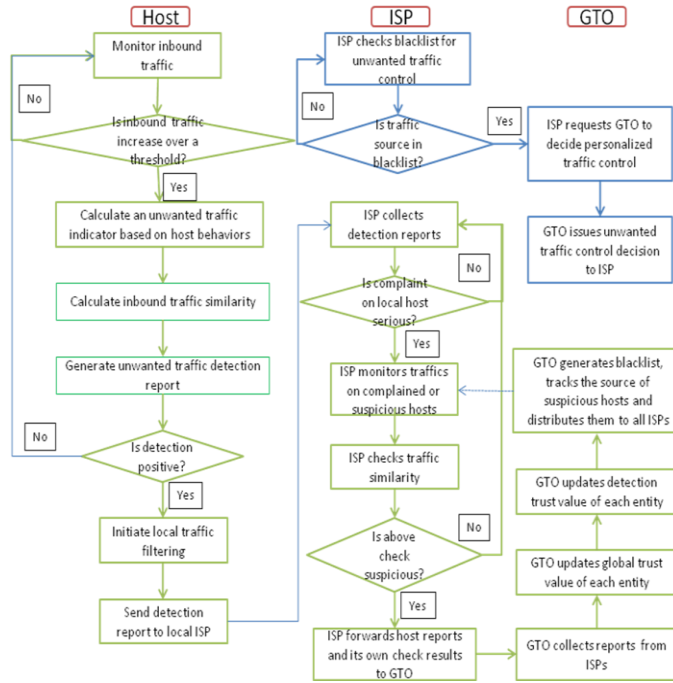 Host
Monitor inbound
traffic
No
Is inbound traffic
increase over a
threshold?
Yes
Calculate an unwanted traffic
indicator based on host behaviors
Calculate inbound traffic similarity
Generate unwanted traffic detection
report
No
Is detection
positive?
Yes
Initiate local traffic
filtering
Send detection
report to local ISP
ISP
ISP checks blacklist for
unwanted traffic
control
No
Is traffic
source in
blacklist?
Yes
ISP collects
detection reports
No
Is complaint
on local host
serious?
Yes
ISP monitors traffics
on complained or
suspicious hosts
ISP checks traffic
similarity
No
Is above
check
suspicious?
Yes
ISP forwards host reports
and its own check results
to GTO
GTO
ISP requests GTO to
decide personalized
traffic control
GTO issues unwanted
traffic control decision
to ISP
GTO generates blacklist,
tracks the source of
suspicious hosts and
distributes them to all ISPs
GTO updates detection
trust value of each entity
GTO updates global trust
value of each entity
GTO collects reports from
ISPs